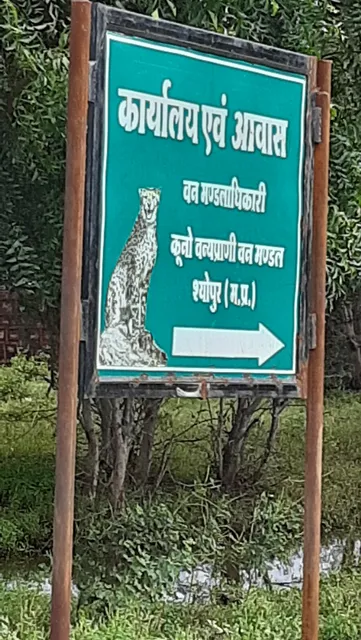 कार्यालय एवं आवास
वन मण्डलाधिकारी
कूनो वन्यप्राणी वन मण्डल
श्योपुर (म.प्र.)